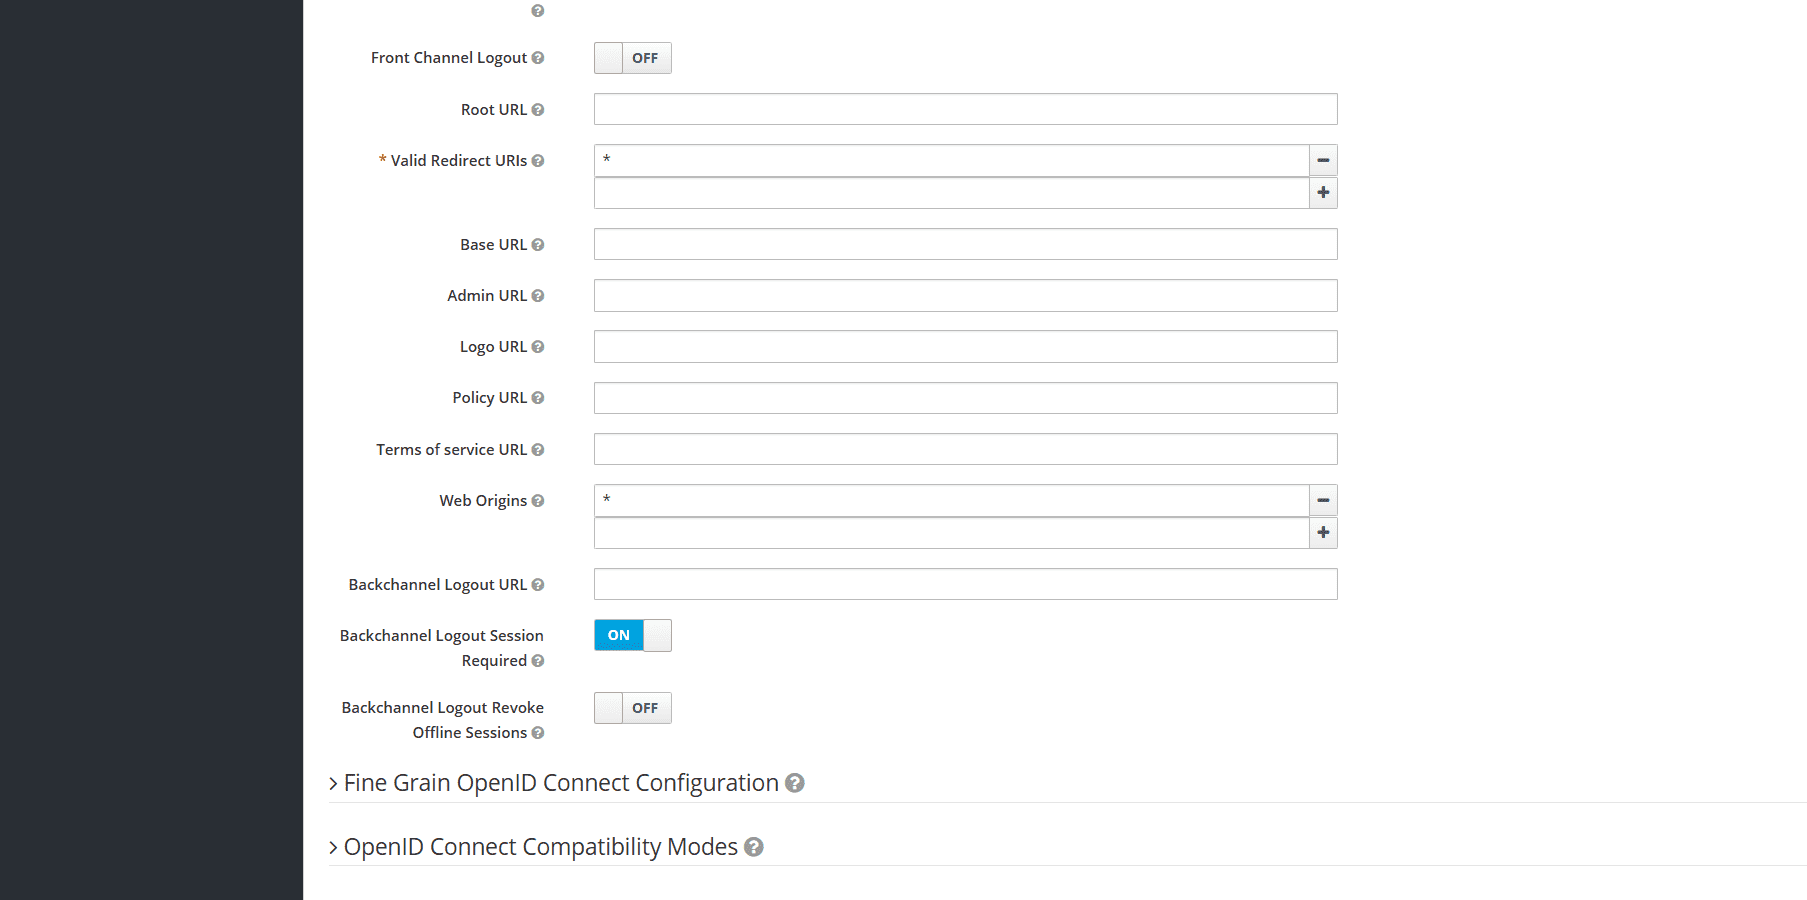 Front Channel Logout OFF
Root URL
* Valid Redirect URIs *
Base URL
Admin URL
Logo URL
Policy URL
Terms of service URL
Web Origins *
Backchannel Logout URL
Backchannel Logout Session
Required
ON
Backchannel Logout Revoke
Offline Sessions
OFF
Fine Grain OpenID Connect Configuration
OpenID Connect Compatibility Modes